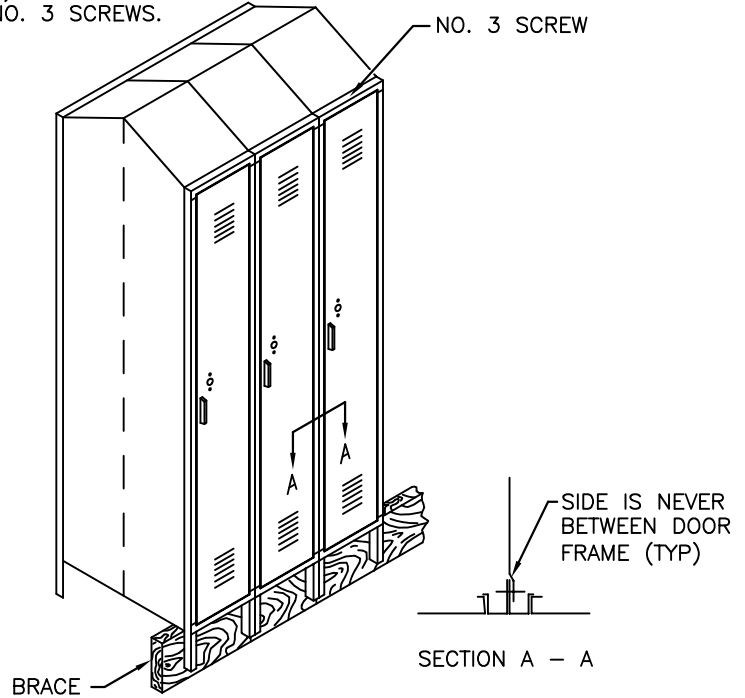 NO. 3 SCREWS.
NO. 3 SCREW
A
A
SIDE IS NEVER
BETWEEN DOOR
FRAME (TYP)
SECTION A – A
BRACE